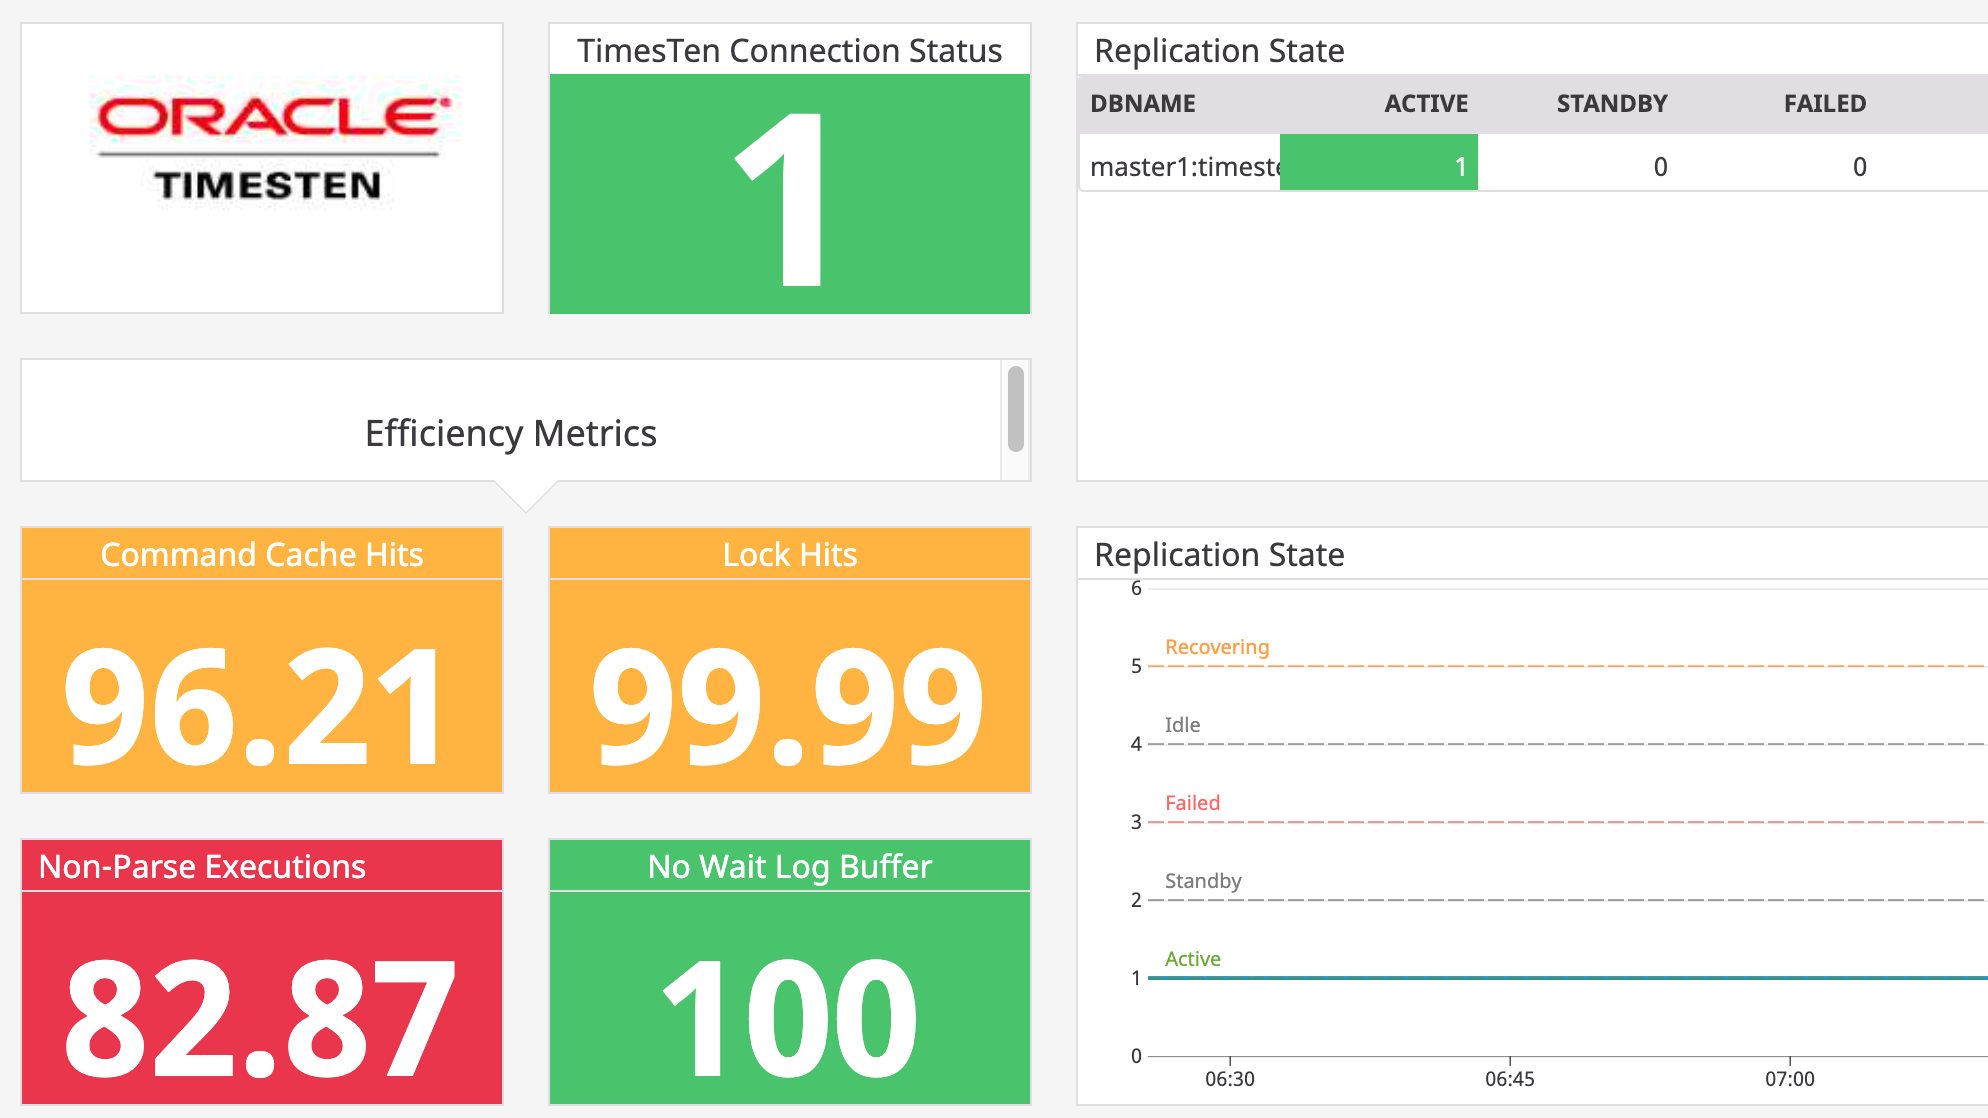 ORACLE
TIMESTEN
TimesTen Connection Status
1
Replication State
DBNAME ACTIVE STANDBY FAILED
master1:timeste 1 0 0
Efficiency Metrics
Command Cache Hits
96.21
Lock Hits
99.99
Non-Parse Executions
82.87
No Wait Log Buffer
100
Replication State
6
Recovering
5
Idle
4
Failed
3
Standby
2
Active
1
0
06:30 06:45 07:00